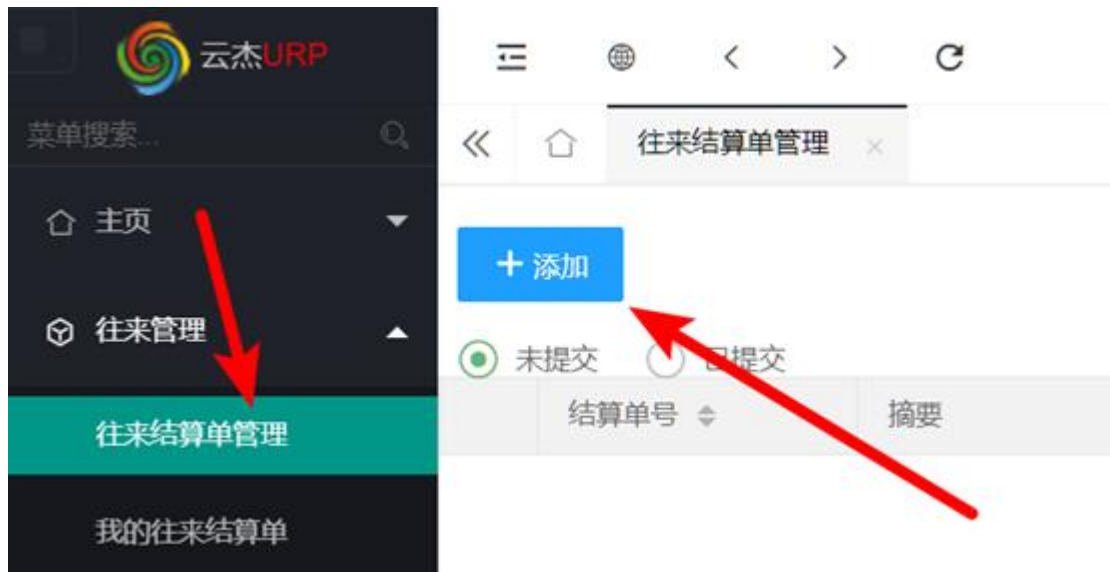 云杰URP
菜单搜索...
主页
往来管理
往来结算单管理
我的往来结算单
往来结算单管理
添加
未提交 已提交
结算单号 摘要